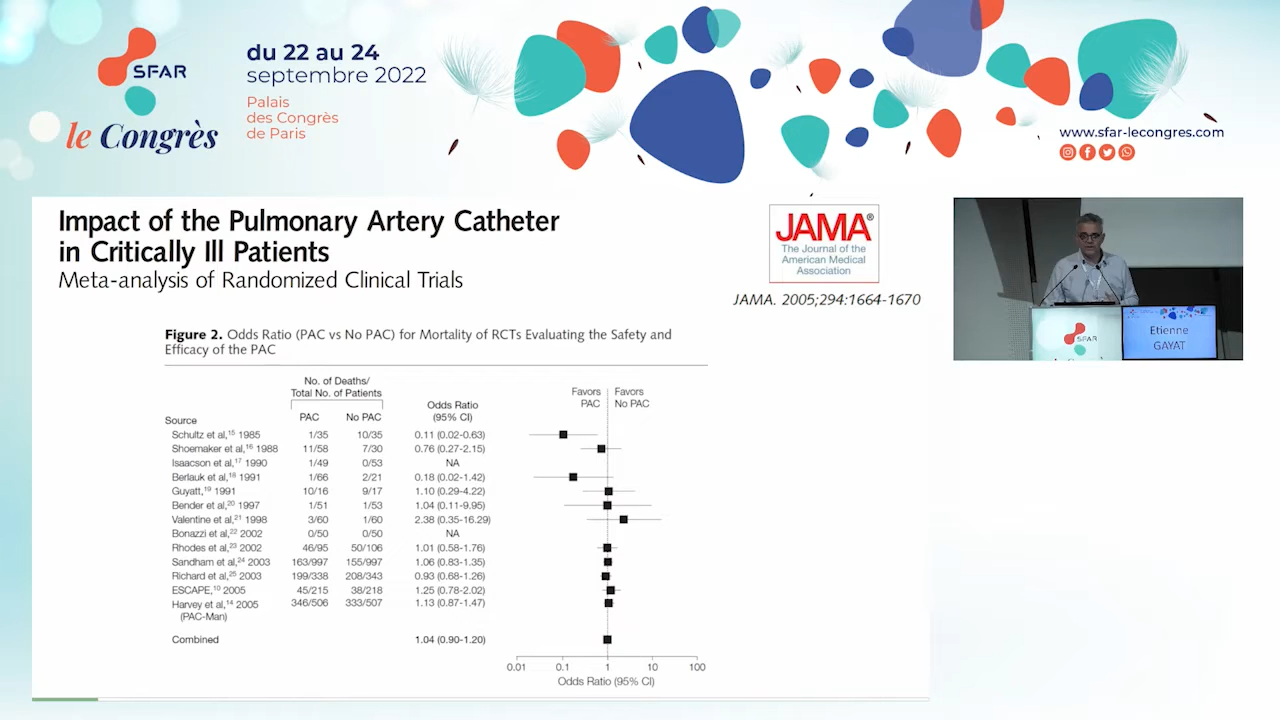 SFAR
le Congrès
du 22 au 24
septembre 2022
Palais
des Congrès
de Paris
www.sfar-lecongres.com
Impact of the Pulmonary Artery Catheter
in Critically Ill Patients
Meta-analysis of Randomized Clinical Trials
JAMA®
The Journal of the
American Medical
Association
JAMA. 2005;294:1664-1670
SFAR
Etienne
GAYAT
Figure 2. Odds Ratio (PAC vs No PAC) for Mortality of RCTs Evaluating the Safety and
Efficacy of the PAC
No. of Deaths/
Total No. of Patients
Source PAC No PAC Odds Ratio (95% CI) Favors PAC Favors No PAC
Schultz et al,15 1985 1/35 10/35 0.11 (0.02-0.63)
Shoemaker et al,16 1988 11/58 7/30 0.76 (0.27-2.15)
Isaacson et al,17 1990 1/49 0/53 NA
Berlauk et al,18 1991 1/66 2/21 0.18 (0.02-1.42)
Guyatt,19 1991 10/16 9/17 1.10 (0.29-4.22)
Bender et al,20 1997 1/51 1/53 1.04 (0.11-9.95)
Valentine et al,21 1998 3/60 1/60 2.38 (0.35-16.29)
Bonazzi et al,22 2002 0/50 0/50 NA
Rhodes et al,23 2002 46/95 50/106 1.01 (0.58-1.76)
Sandham et al,24 2003 163/997 155/997 1.06 (0.83-1.35)
Richard et al,25 2003 199/338 208/343 0.93 (0.68-1.26)
ESCAPE,10 2005 45/215 38/218 1.25 (0.78-2.02)
Harvey et al,14 2005 346/506 333/507 1.13 (0.87-1.47)
(PAC-Man)
Combined 1.04 (0.90-1.20)
0.01 0.1 1 10 100
Odds Ratio (95% CI)